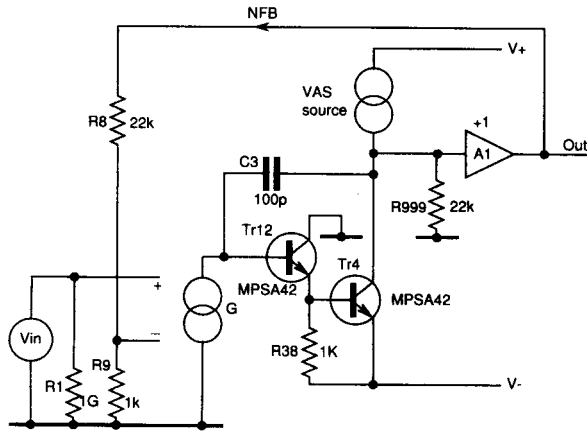 NFB
V+
VAS
source
+1
A1
Out
R8
22k
C3
100p
R999
22k
Tr12
MPSA42
Tr4
MPSA42
+
G
Vin
–
R38
1K
V-
R1
1G
R9
1k